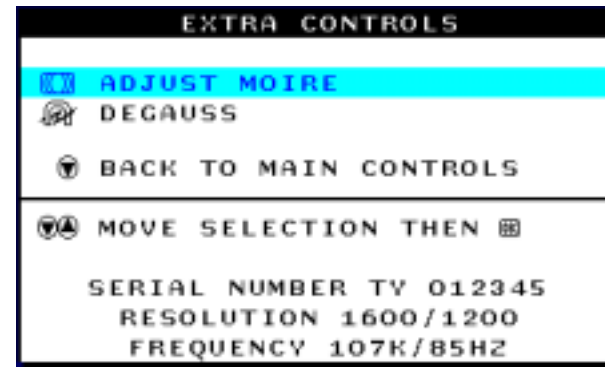 EXTRA CONTROLS
ADJUST MOIRE
DEGAUSS
BACK TO MAIN CONTROLS
MOVE SELECTION THEN OK
SERIAL NUMBER TY 012345
RESOLUTION 1600/1200
FREQUENCY 107K/85HZ